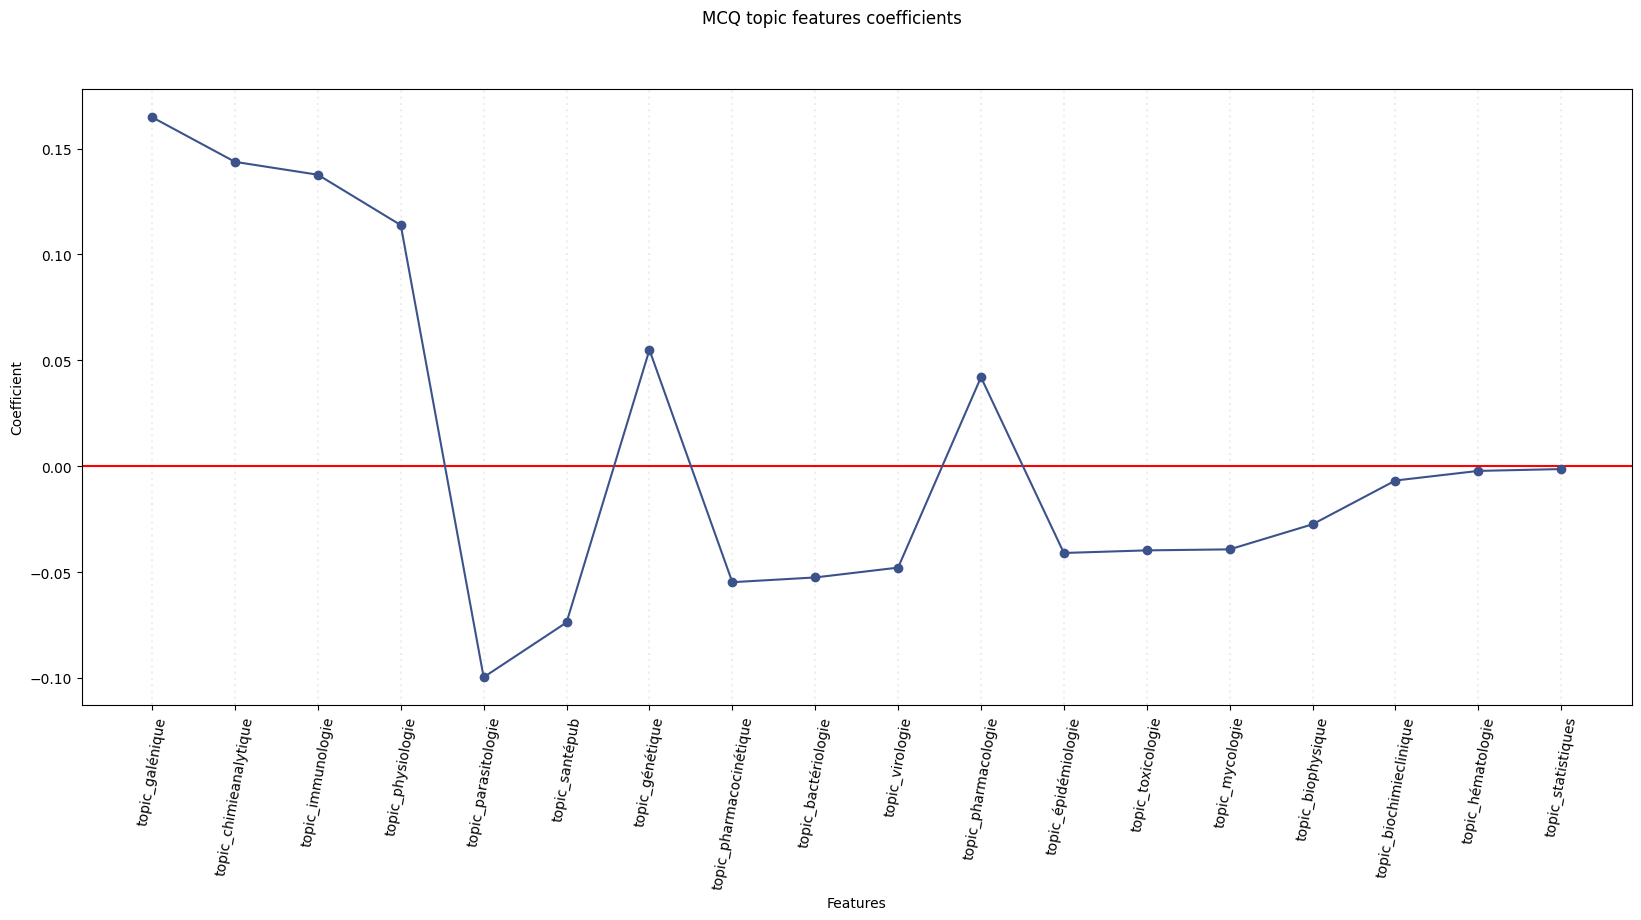 MCQ topic features coefficients
Coefficient
0.15
0.10
0.05
0.00
−0.05
−0.10
topic_galénique
topic_chimieanalytique
topic_immunologie
topic_physiologie
topic_parasitologie
topic_santépub
topic_génétique
topic_pharmacocinétique
topic_bactériologie
topic_virologie
topic_pharmacologie
topic_épidémiologie
topic_toxicologie
topic_mycologie
topic_biophysique
topic_biochimieclinique
topic_hématologie
topic_statistiques
Features